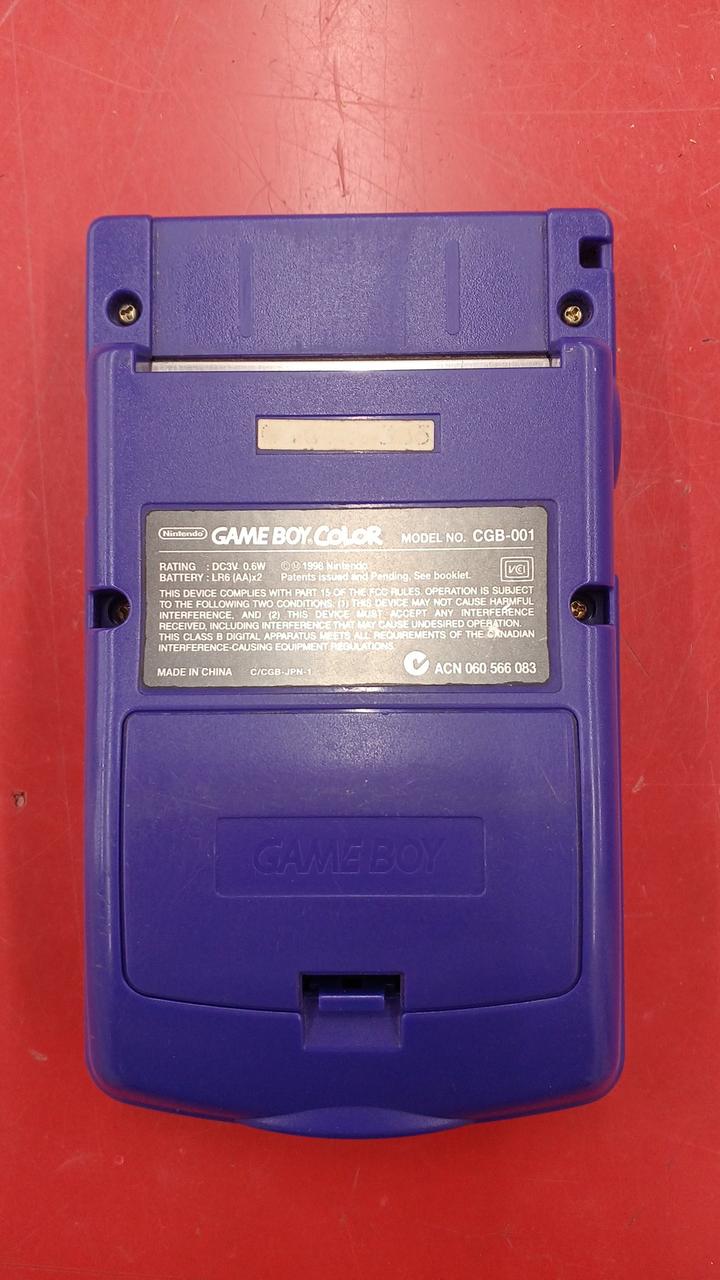 Nintendo GAME BOY COLOR MODEL NO. CGB-001
RATING : DC3V 0.6W ©Ⓜ 1998 Nintendo
BATTERY : LR6 (AA)x2 Patents issued and Pending, See booklet. VCI
THIS DEVICE COMPLIES WITH PART 15 OF THE FCC RULES. OPERATION IS SUBJECT
TO THE FOLLOWING TWO CONDITIONS: (1) THIS DEVICE MAY NOT CAUSE HARMFUL
INTERFERENCE, AND (2) THIS DEVICE MUST ACCEPT ANY INTERFERENCE
RECEIVED, INCLUDING INTERFERENCE THAT MAY CAUSE UNDESIRED OPERATION.
THIS CLASS B DIGITAL APPARATUS MEETS ALL REQUIREMENTS OF THE CANADIAN
INTERFERENCE-CAUSING EQUIPMENT REGULATIONS.
MADE IN CHINA C/CGB-JPN-1 ACN 060 566 083
GAME BOY